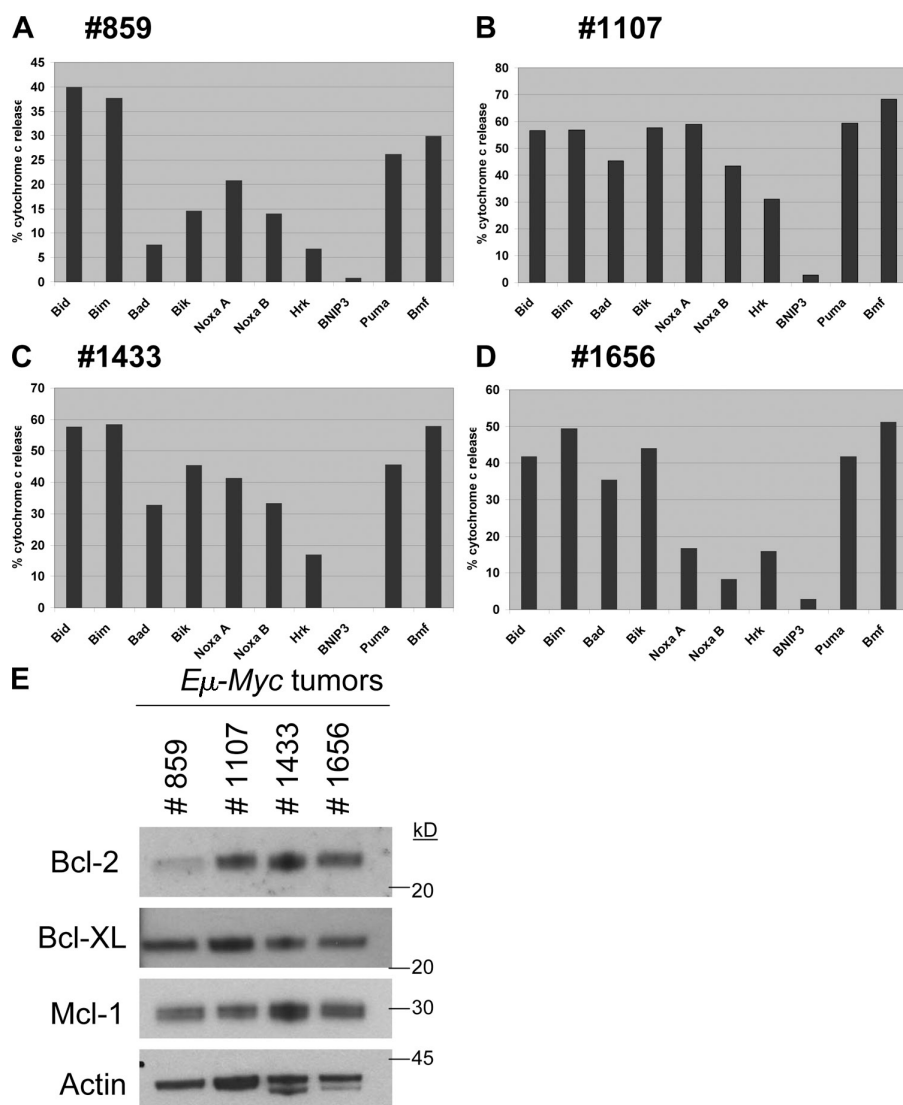 A #859
% cytochrome c release
45
40
35
30
25
20
15
10
5
0
Bid Bim Bad Bik Noxa A Noxa B Hrk BNIP3 Puma Bmf
B #1107
% cytochrome c release
80
70
60
50
40
30
20
10
0
Bid Bim Bad Bik Noxa A Noxa B Hrk BNIP3 Puma Bmf
C #1433
% cytochrome c release
70
60
50
40
30
20
10
0
Bid Bim Bad Bik Noxa A Noxa B Hrk BNIP3 Puma Bmf
D #1656
% cytochrome c release
60
50
40
30
20
10
0
Bid Bim Bad Bik Noxa A Noxa B Hrk BNIP3 Puma Bmf
E
Eμ-Myc tumors
# 859
# 1107
# 1433
# 1656
kD
Bcl-2
20
Bcl-XL
20
Mcl-1
30
45
Actin